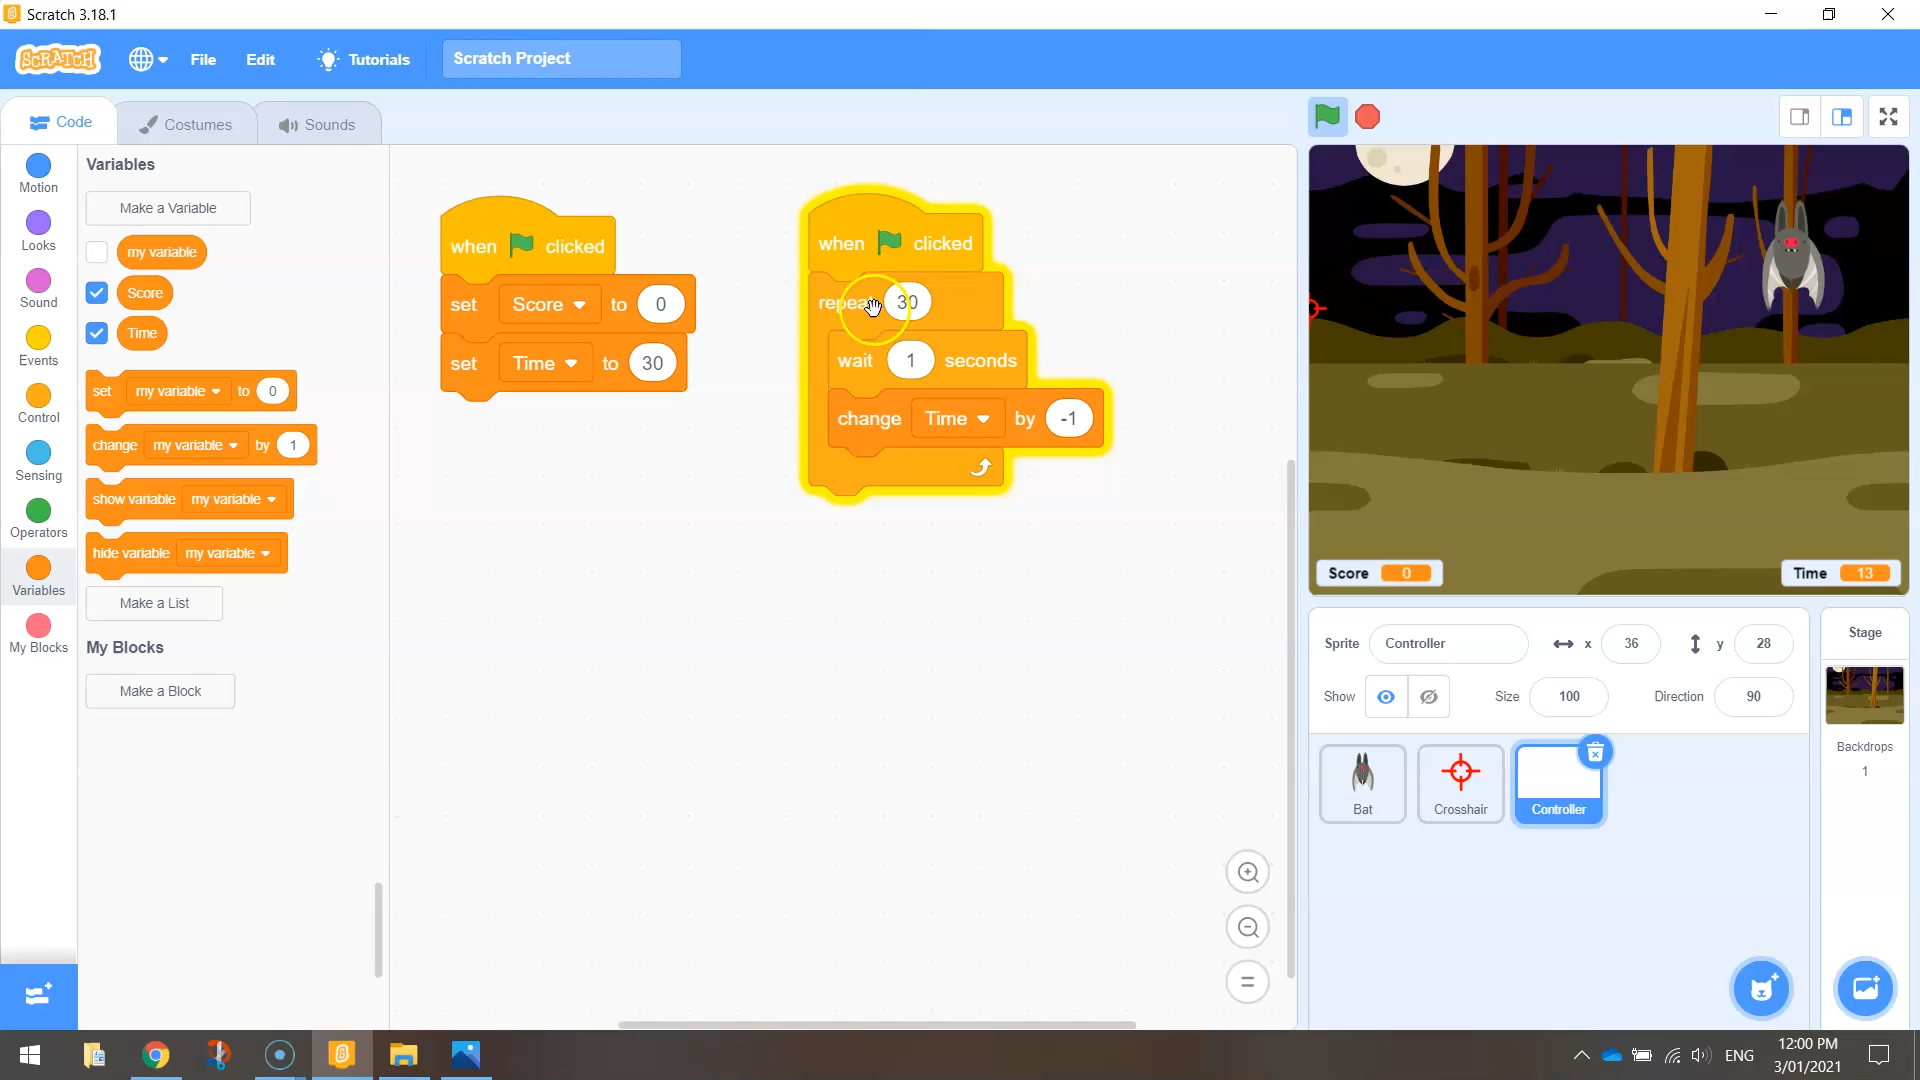 Scratch 3.18.1
SCRATCH
File
Edit
Tutorials
Scratch Project
Code
Costumes
Sounds
Motion
Looks
Sound
Events
Control
Sensing
Operators
Variables
My Blocks
Variables
Make a Variable
my variable
Score
Time
set my variable to 0
change my variable by 1
show variable my variable
hide variable my variable
Make a List
My Blocks
Make a Block
when clicked
set Score to 0
set Time to 30
when clicked
repeat 30
wait 1 seconds
change Time by -1
Score 0
Time 13
Sprite Controller x 36 y 28
Show Size 100 Direction 90
Bat
Crosshair
Controller
Stage
Backdrops
1
ENG
12:00 PM
3/01/2021